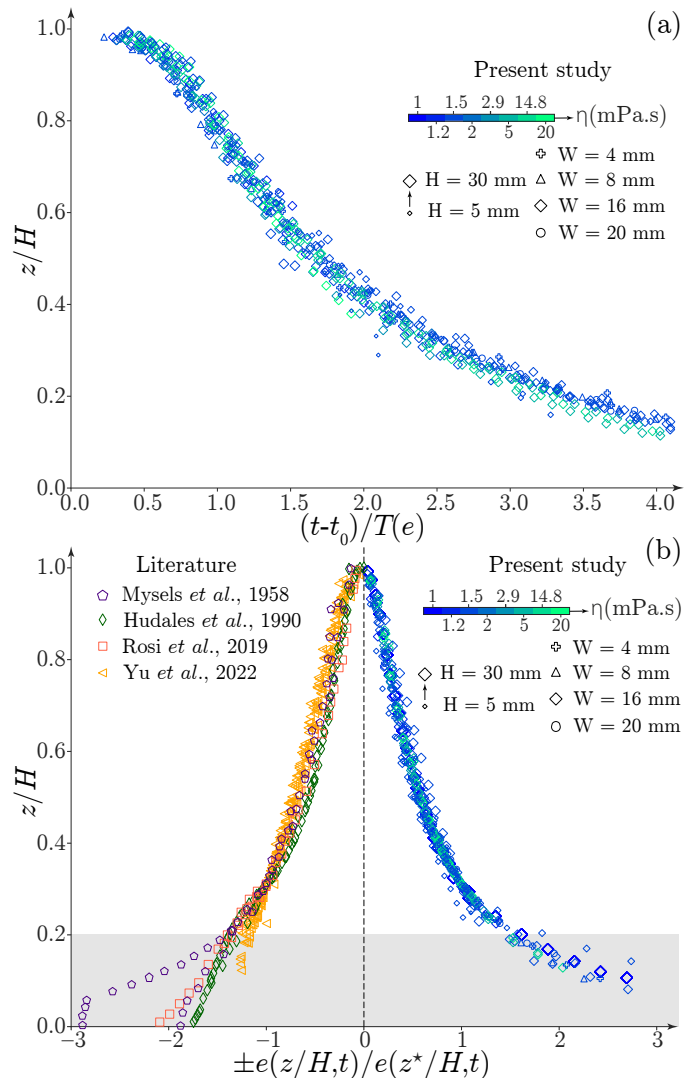 (a)
1.0
0.8
0.6
0.4
0.2
0.0
z/H
Present study
1 1.5 2.9 14.8
η(mPa.s)
1.2 2 5 20
H = 30 mm
H = 5 mm
W = 4 mm
W = 8 mm
W = 16 mm
W = 20 mm
0.0 0.5 1.0 1.5 2.0 2.5 3.0 3.5 4.0
(t-t₀)/T(e)
(b)
1.0
0.8
0.6
0.4
0.2
0.0
z/H
Literature
Mysels et al., 1958
Hudales et al., 1990
Rosi et al., 2019
Yu et al., 2022
Present study
1 1.5 2.9 14.8
η(mPa.s)
1.2 2 5 20
H = 30 mm
H = 5 mm
W = 4 mm
W = 8 mm
W = 16 mm
W = 20 mm
−3 −2 −1 0 1 2 3
±e(z/H,t)/e(z⋆/H,t)